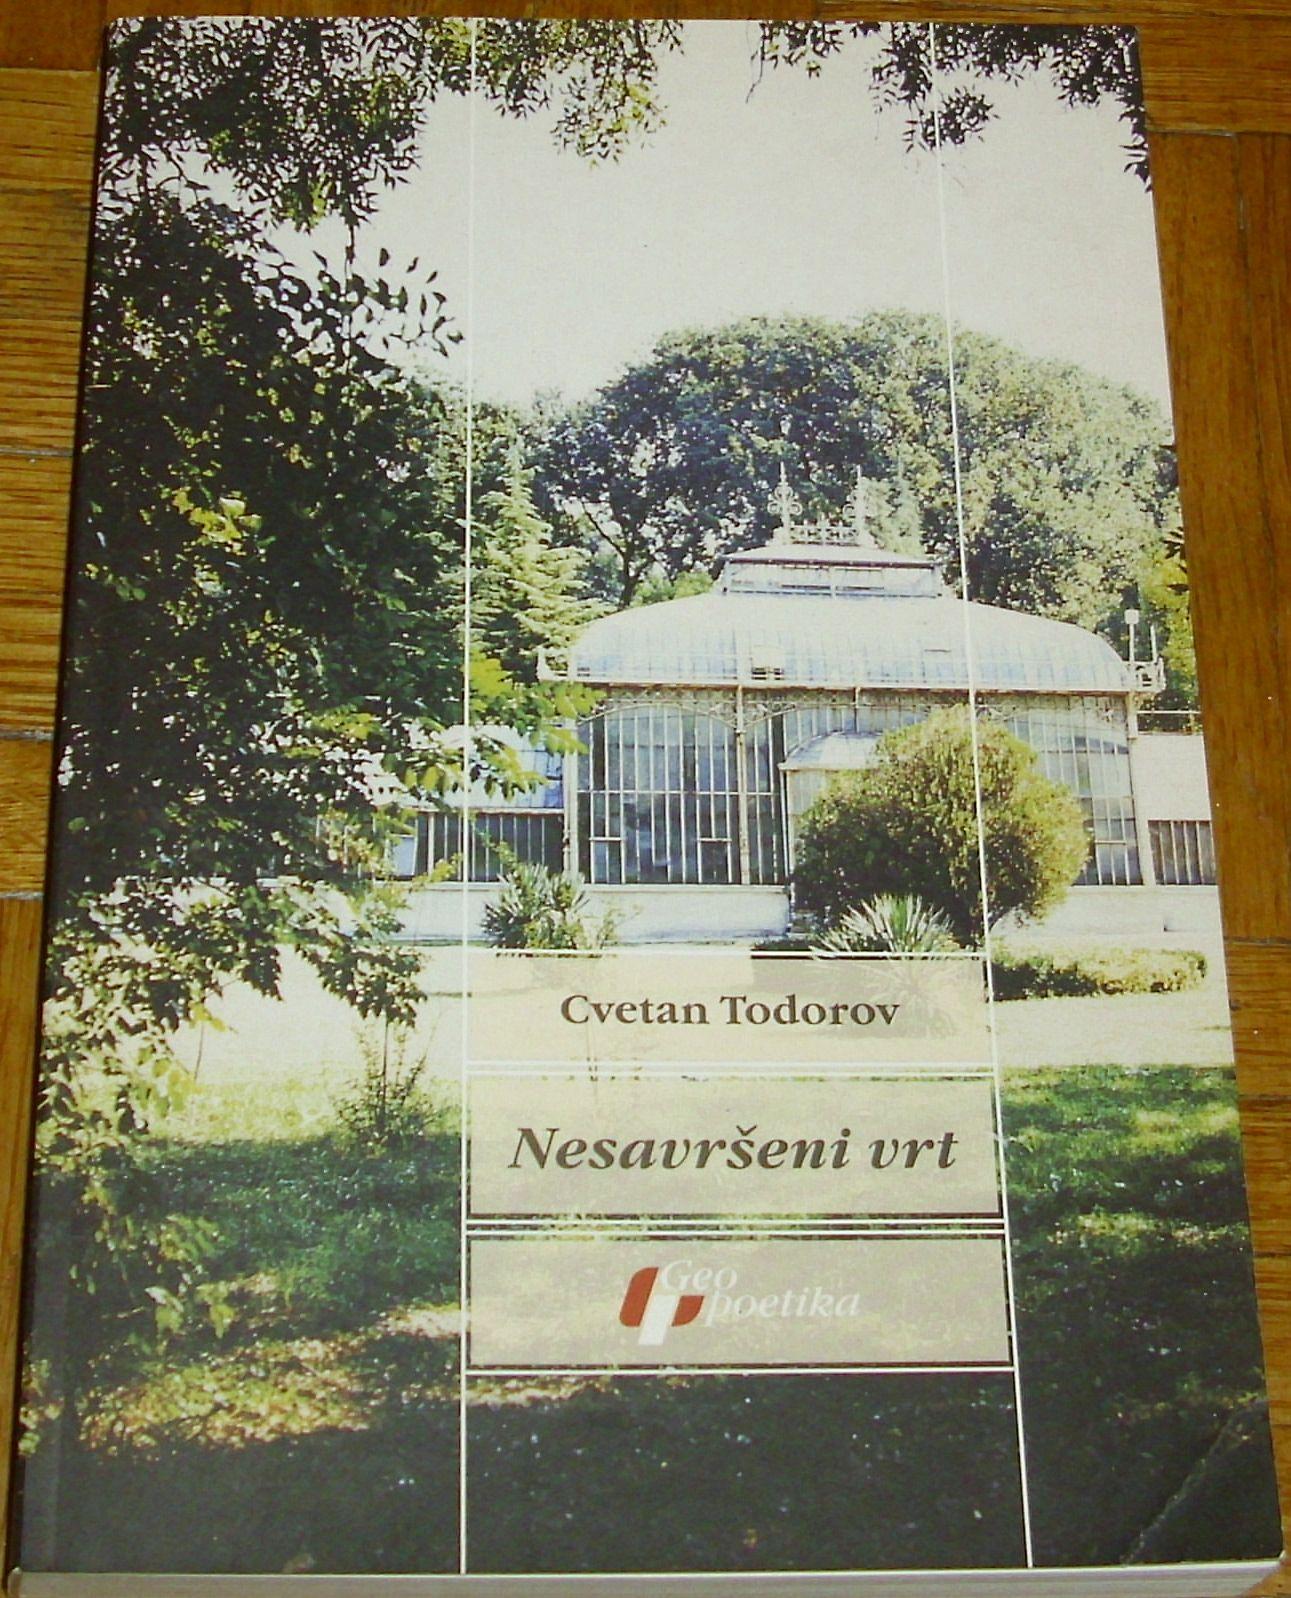 Cvetan Todorov
Nesavršeni vrt
Geo
poetika